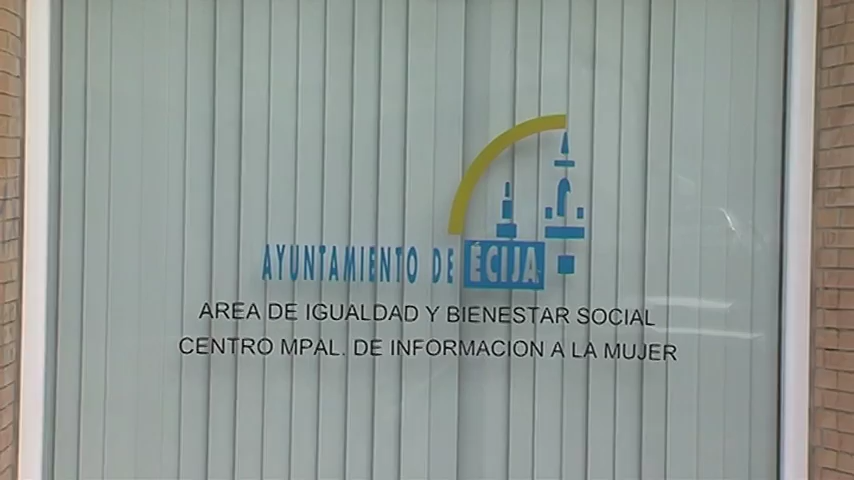 AYUNTAMIENTO DE ÉCIJA
AREA DE IGUALDAD Y BIENESTAR SOCIAL
CENTRO MPAL. DE INFORMACION A LA MUJER